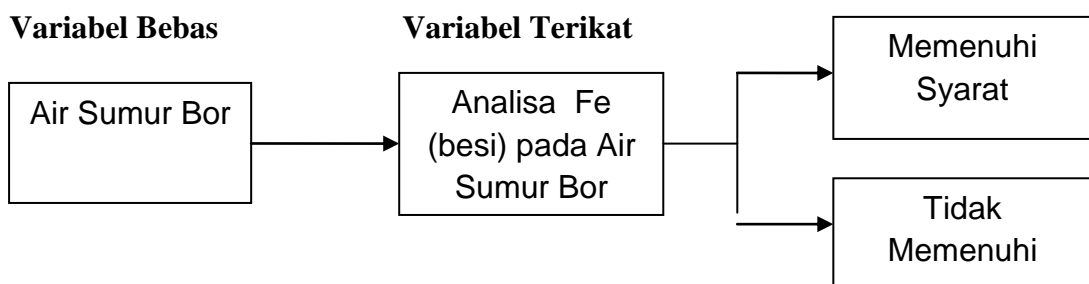 Variabel Bebas
Variabel Terikat
Air Sumur Bor
Analisa Fe
(besi) pada Air
Sumur Bor
Memenuhi
Syarat
Tidak
Memenuhi